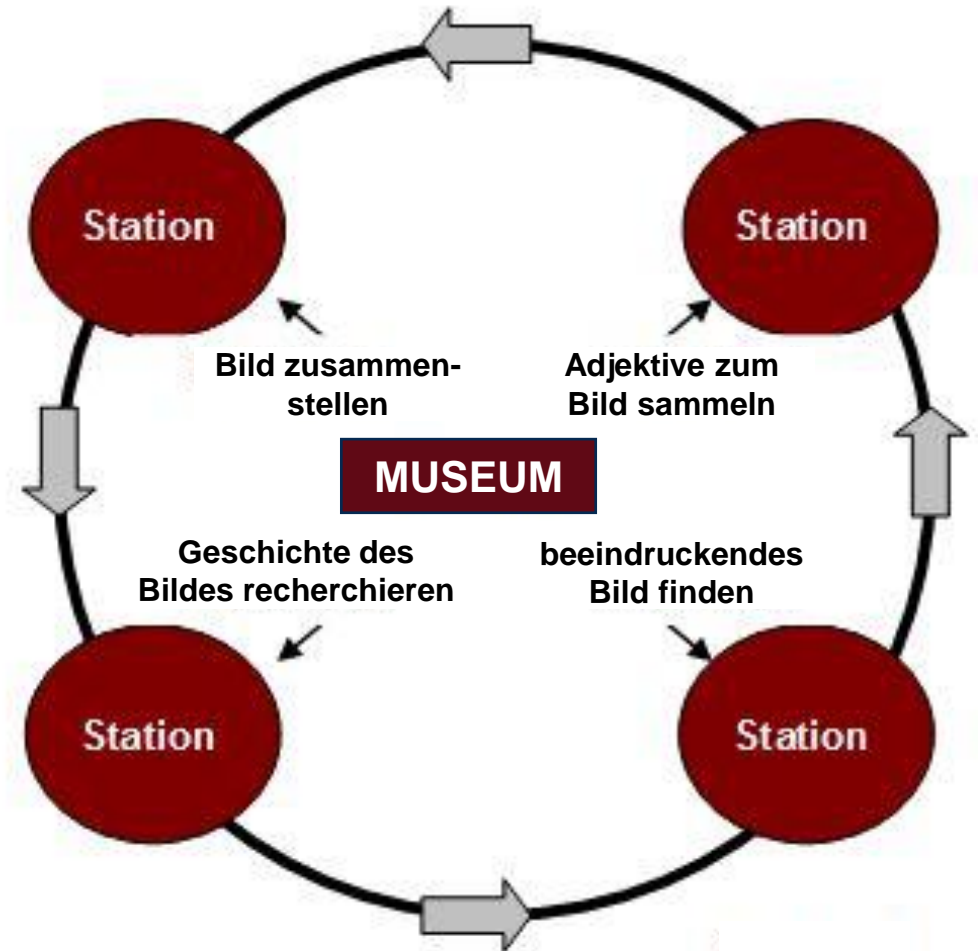 Station
Station
Bild zusammen-
stellen
Adjektive zum
Bild sammeln
MUSEUM
Geschichte des
Bildes recherchieren
beeindruckendes
Bild finden
Station
Station